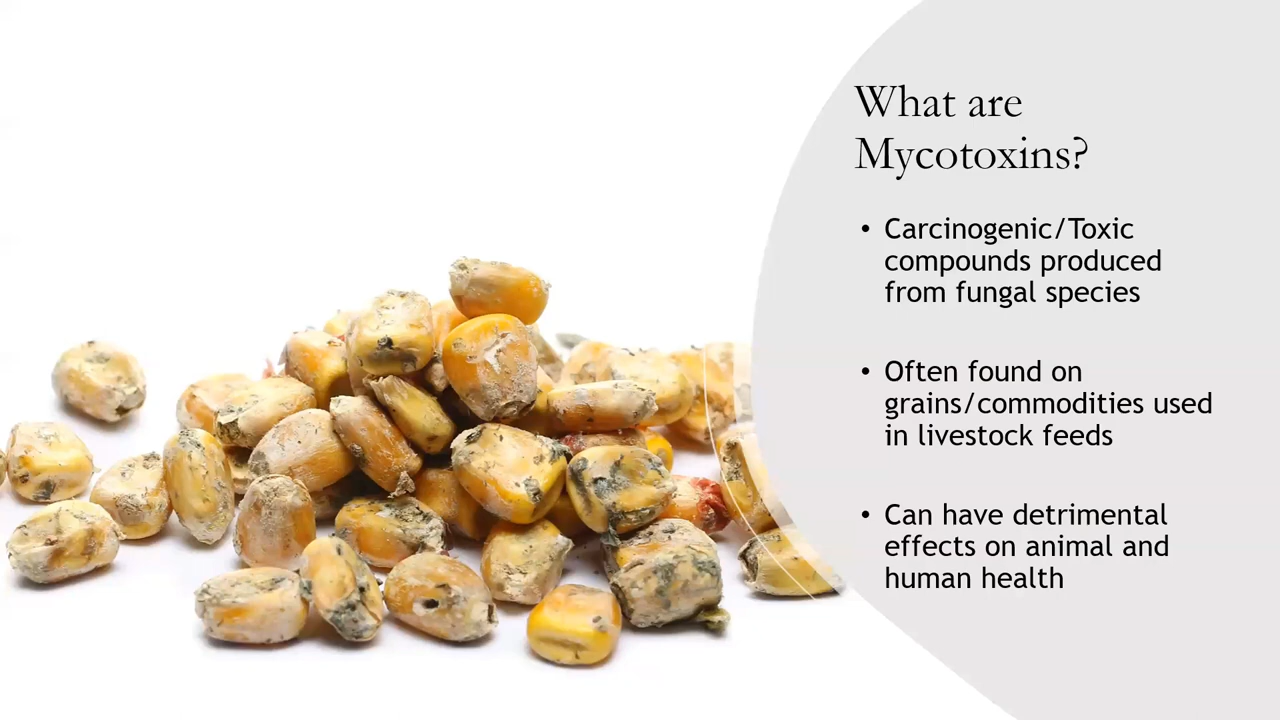 What are
Mycotoxins?
• Carcinogenic/Toxic
compounds produced
from fungal species
• Often found on
grains/commodities used
in livestock feeds
• Can have detrimental
effects on animal and
human health